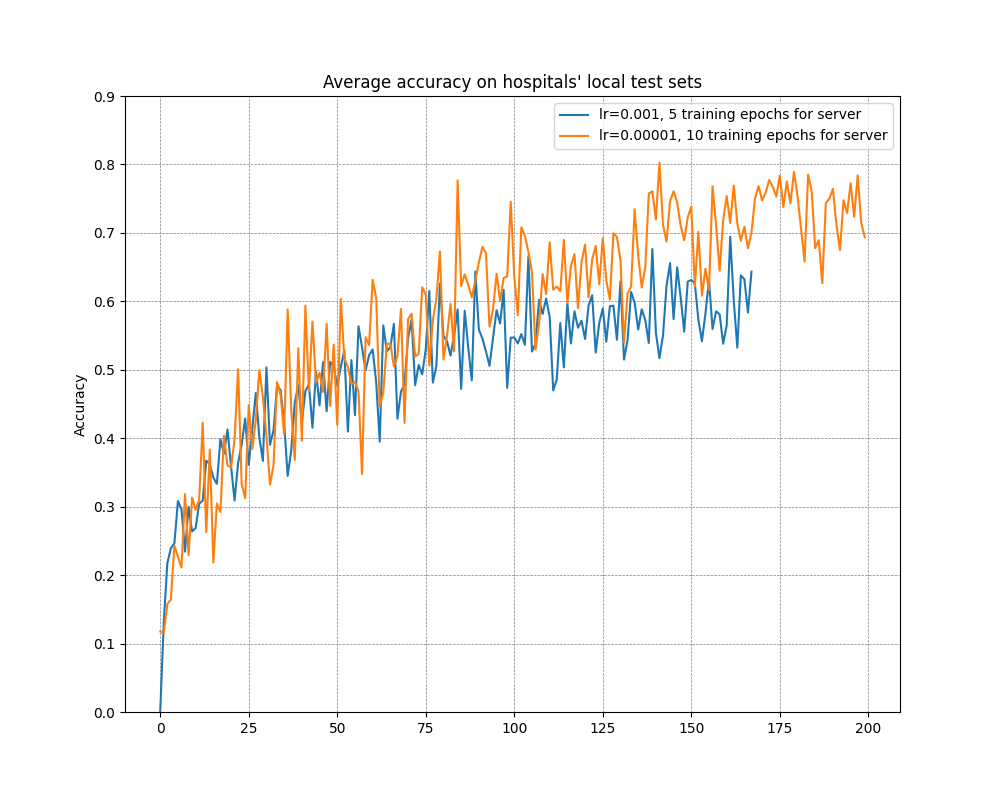 Average accuracy on hospitals' local test sets
lr=0.001, 5 training epochs for server
lr=0.00001, 10 training epochs for server
Accuracy
0.9
0.8
0.7
0.6
0.5
0.4
0.3
0.2
0.1
0.0
0 25 50 75 100 125 150 175 200